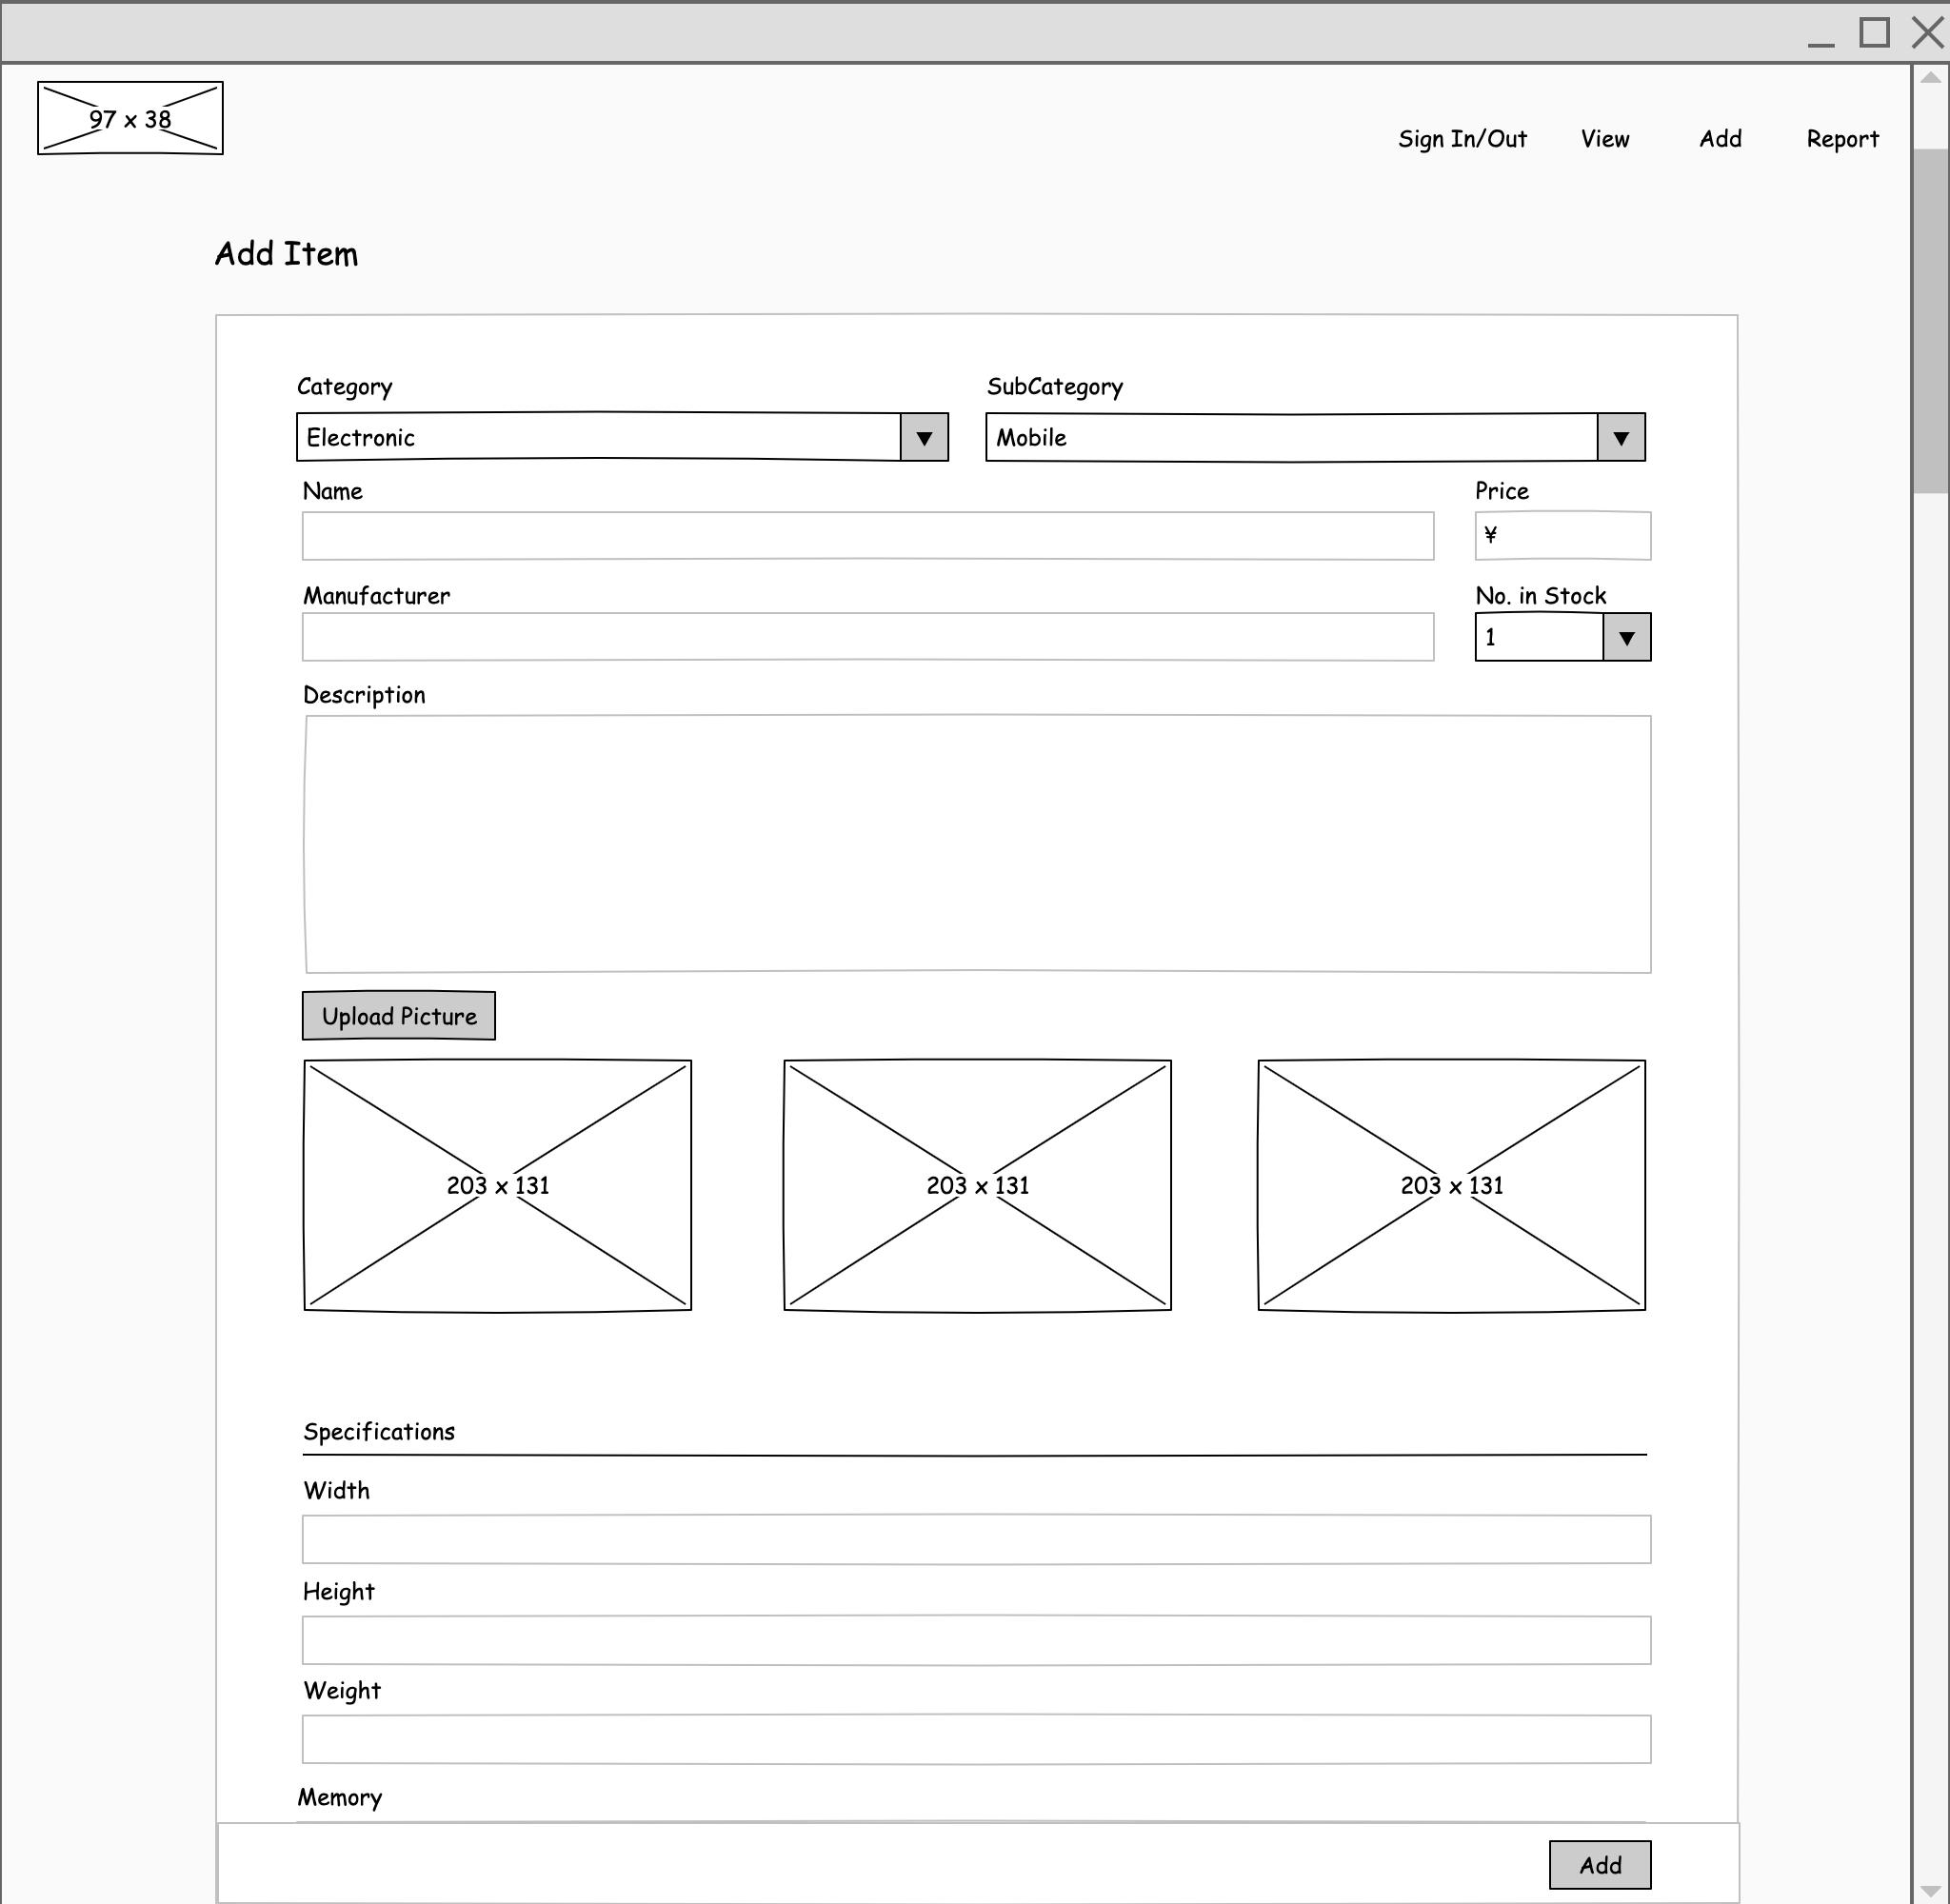 97 x 38
Sign In/Out View Add Report
Add Item
Category SubCategory
Electronic Mobile
Name Price
¥
Manufacturer No. in Stock
1
Description
Upload Picture
203 x 131 203 x 131 203 x 131
Specifications
Width
Height
Weight
Memory
Add